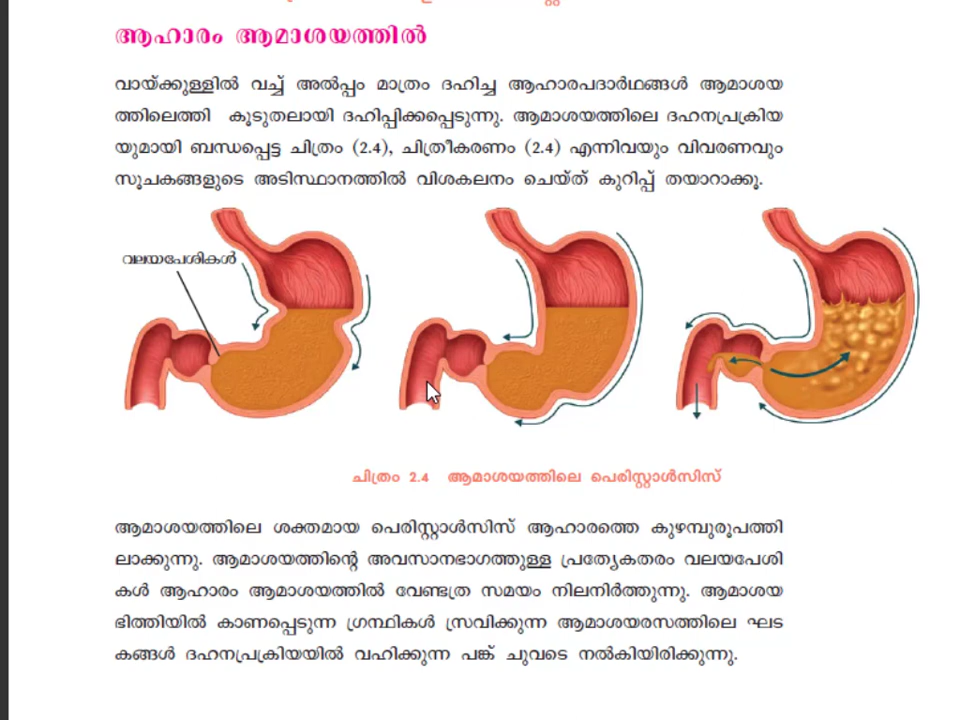 ആഹാരം ആമാശയത്തിൽ
വായ്ക്കുള്ളിൽ വച്ച് അൽപ്പം മാത്രം ദഹിച്ച ആഹാരപദാർഥങ്ങൾ ആമാശയ
ത്തിലെത്തി കൂടുതലായി ദഹിപ്പിക്കപ്പെടുന്നു. ആമാശയത്തിലെ ദഹനപ്രക്രിയ
യുമായി ബന്ധപ്പെട്ട ചിത്രം (2.4), ചിത്രീകരണം (2.4) എന്നിവയും വിവരണവും
സൂചകങ്ങളുടെ അടിസ്ഥാനത്തിൽ വിശകലനം ചെയ്ത് കുറിപ്പ് തയാറാക്കൂ.
വലയപേശികൾ
ചിത്രം 2.4 ആമാശയത്തിലെ പെരിസ്റ്റാൾസിസ്
ആമാശയത്തിലെ ശക്തമായ പെരിസ്റ്റാൾസിസ് ആഹാരത്തെ കുഴമ്പുരൂപത്തി
ലാക്കുന്നു. ആമാശയത്തിന്റെ അവസാനഭാഗത്തുള്ള പ്രത്യേകതരം വലയപേശി
കൾ ആഹാരം ആമാശയത്തിൽ വേണ്ടത്ര സമയം നിലനിർത്തുന്നു. ആമാശയ
ഭിത്തിയിൽ കാണപ്പെടുന്ന ഗ്രന്ഥികൾ സ്രവിക്കുന്ന ആമാശയരസത്തിലെ ഘട
കങ്ങൾ ദഹനപ്രക്രിയയിൽ വഹിക്കുന്ന പങ്ക് ചുവടെ നൽകിയിരിക്കുന്നു.